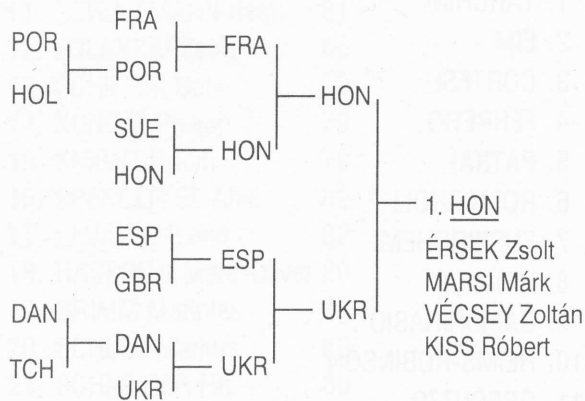 POR
HOL
FRA
POR
FRA
SUE
HON
HON
HON
ESP
GBR
ESP
DAN
TCH
DAN
UKR
UKR
UKR
1. HON
ÉRSEK Zsolt
MARSI Márk
VÉCSEY Zoltán
KISS Róbert